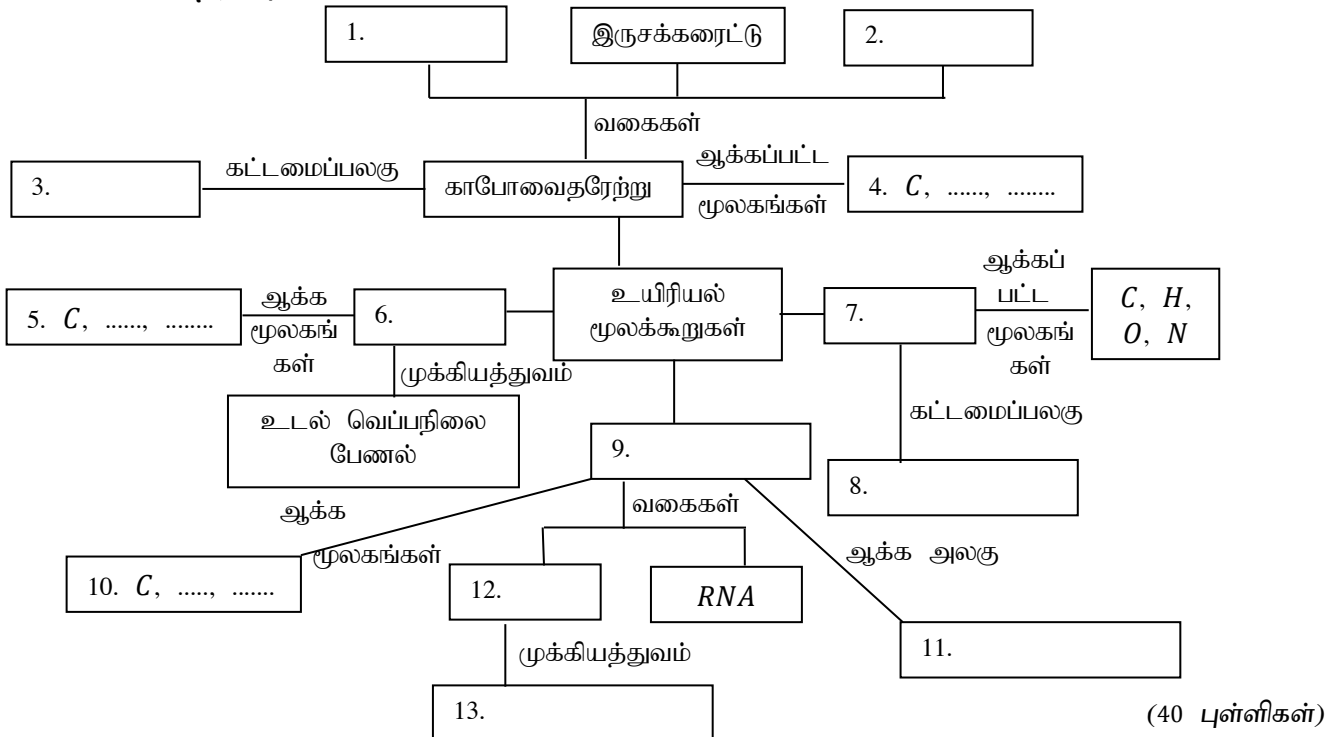 1.
இருசக்கரைட்டு
2.
வகைகள்
3.
கட்டமைப்பலகு
காபோவைதரேற்று
ஆக்கப்பட்ட
மூலகங்கள்
4. C, ......, ........
5. C, ......, ........
ஆக்க
மூலகங்
கள்
6.
உயிரியல்
மூலக்கூறுகள்
7.
ஆக்கப்
பட்ட
மூலகங்
கள்
C, H,
O, N
முக்கியத்துவம்
உடல் வெப்பநிலை
பேணல்
கட்டமைப்பலகு
8.
9.
ஆக்க
மூலகங்கள்
வகைகள்
ஆக்க அலகு
10. C, ....., .......
12.
RNA
11.
முக்கியத்துவம்
13.
(40 புள்ளிகள்)